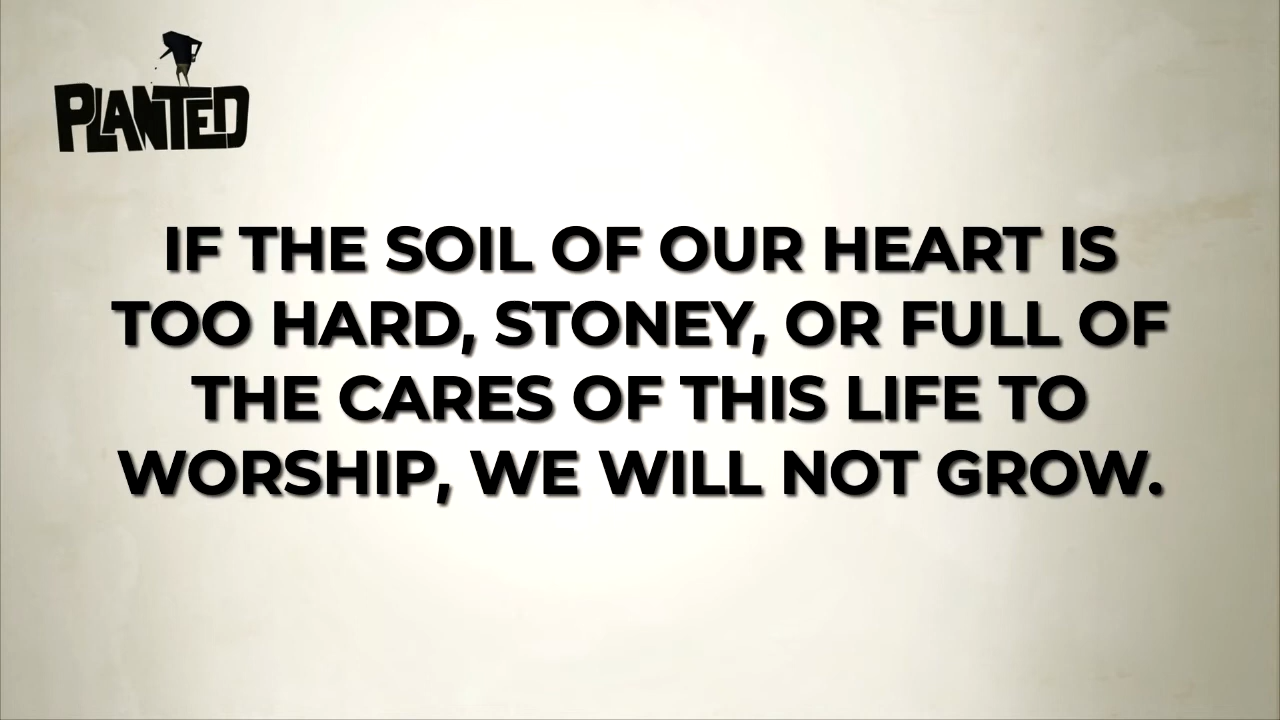 PLANTED
IF THE SOIL OF OUR HEART IS
TOO HARD, STONEY, OR FULL OF
THE CARES OF THIS LIFE TO
WORSHIP, WE WILL NOT GROW.